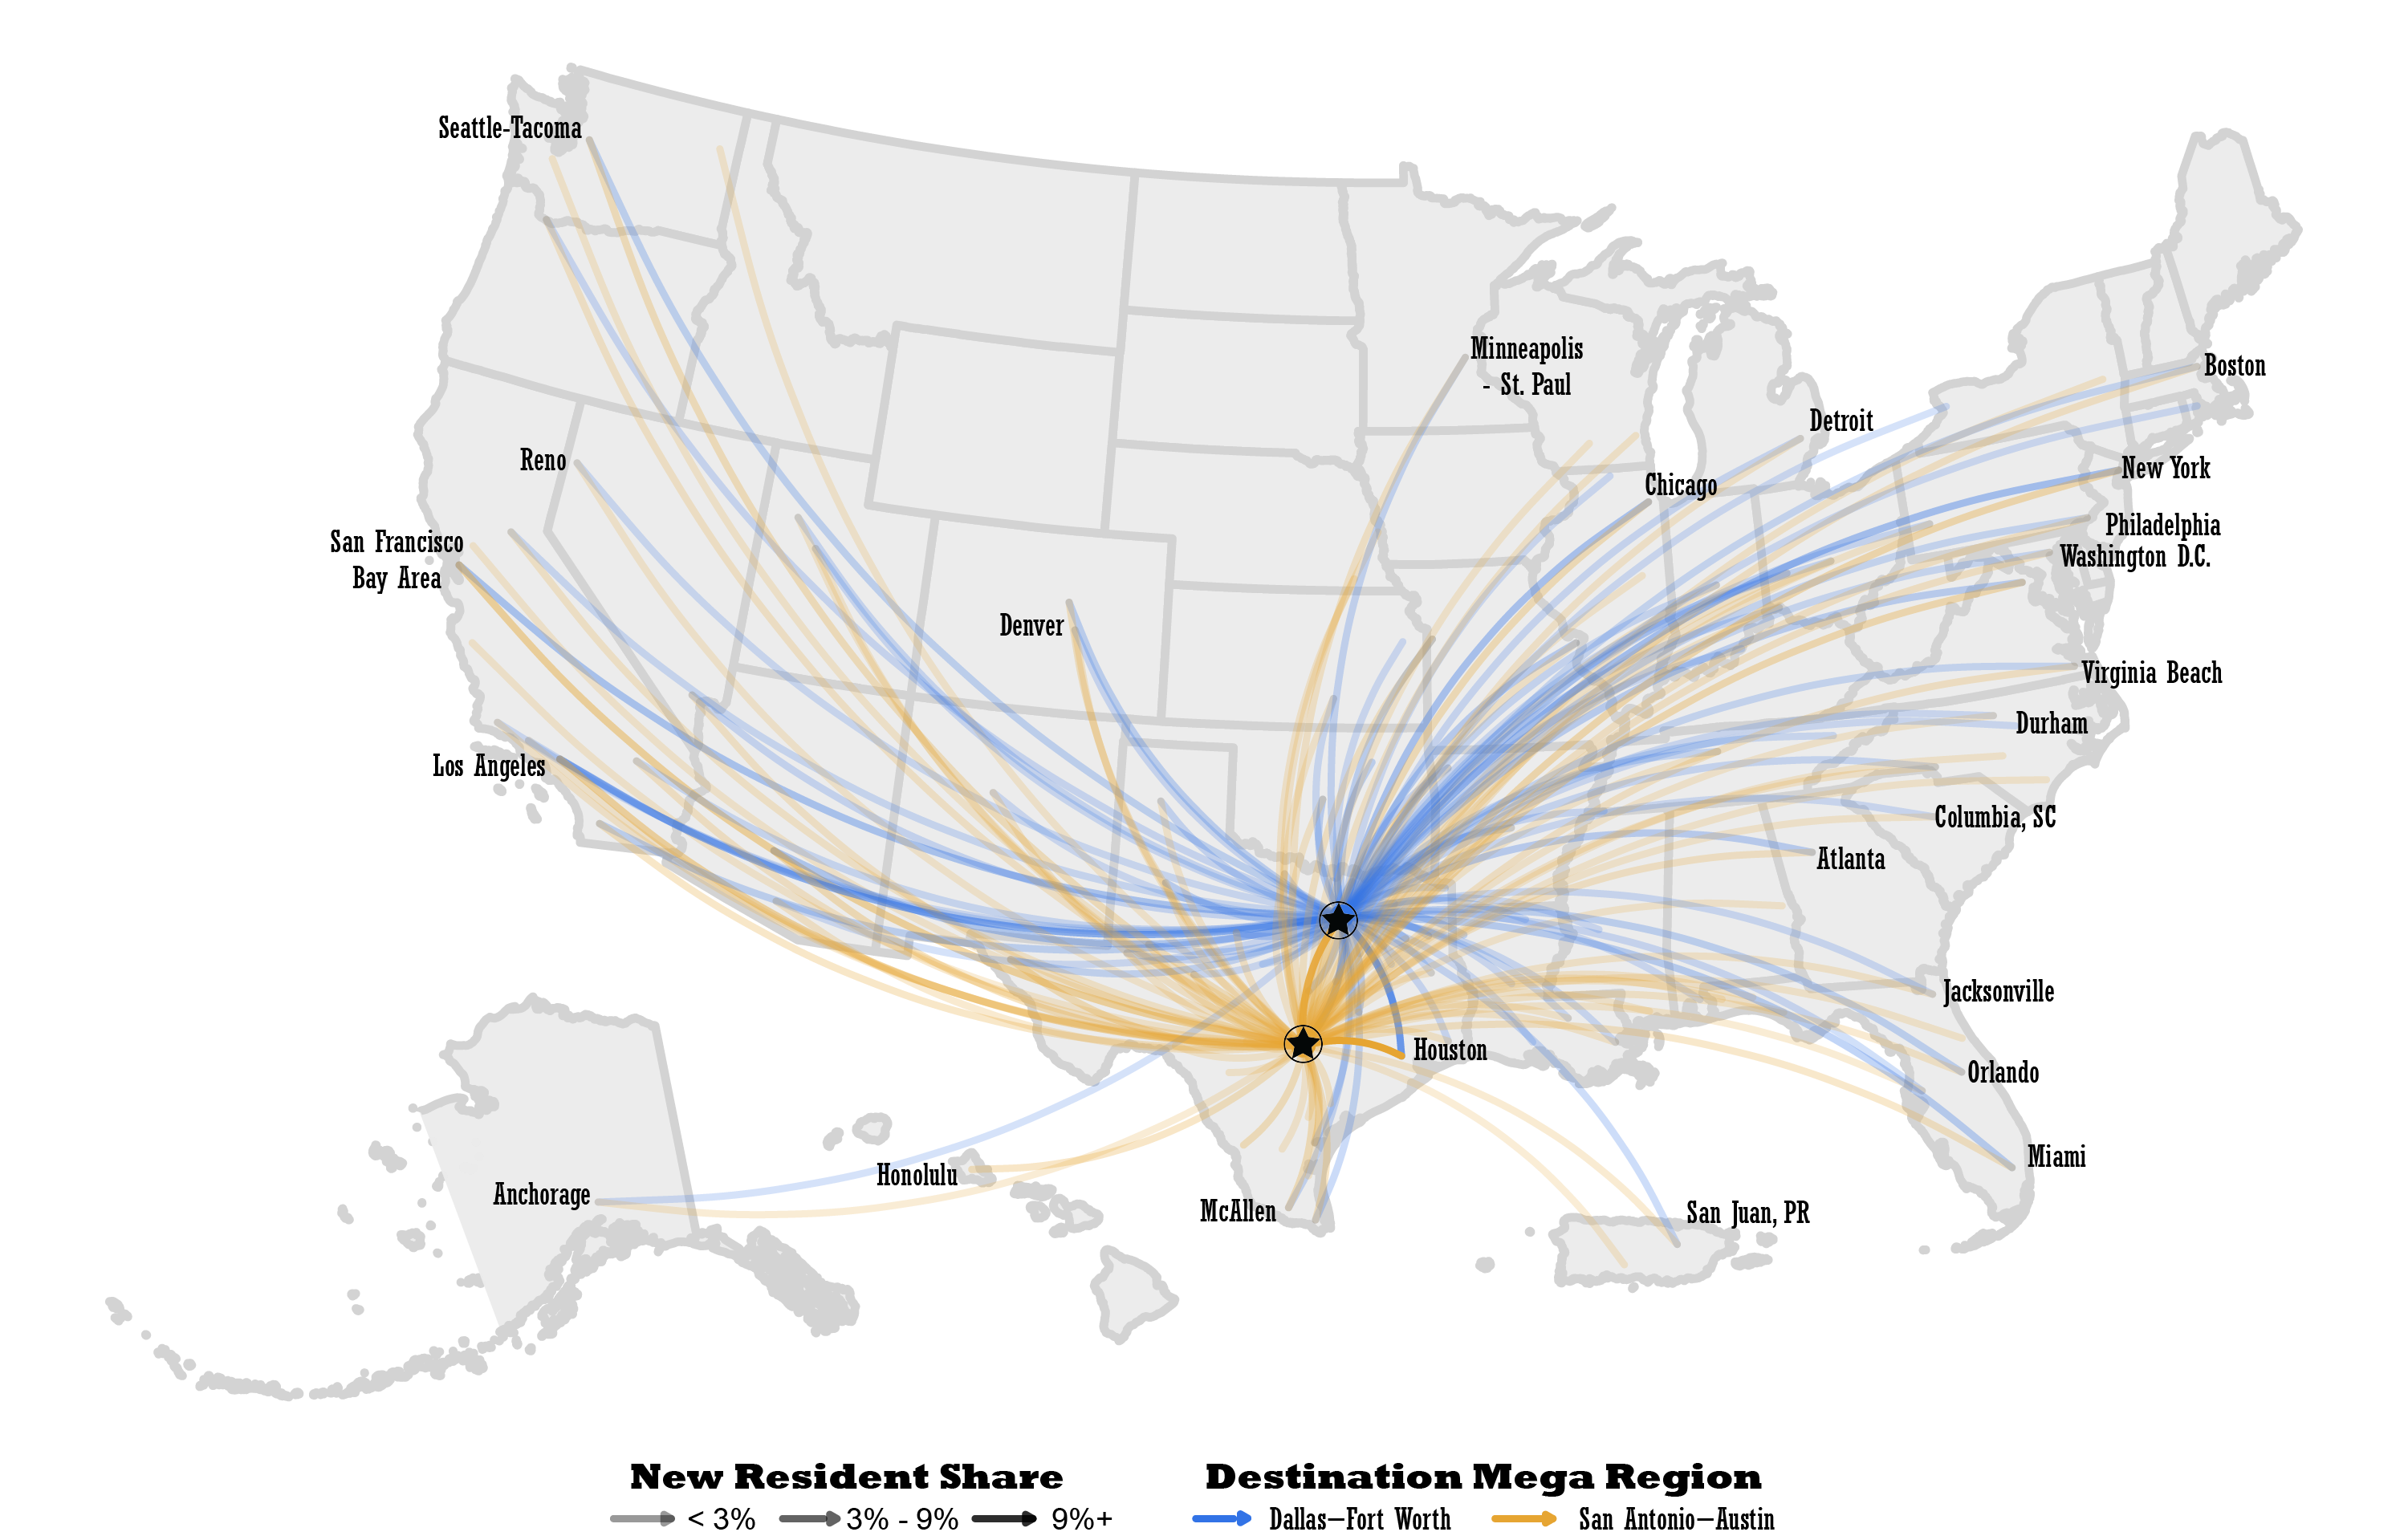 Seattle-Tacoma
Minneapolis
- St. Paul
Boston
Detroit
Reno
New York
Chicago
Philadelphia
San Francisco
Bay Area
Washington D.C.
Denver
Virginia Beach
Durham
Los Angeles
Columbia, SC
Atlanta
Jacksonville
Houston
Orlando
Miami
Honolulu
Anchorage
McAllen
San Juan, PR
New Resident Share
< 3% 3% - 9% 9%+
Destination Mega Region
Dallas–Fort Worth San Antonio–Austin